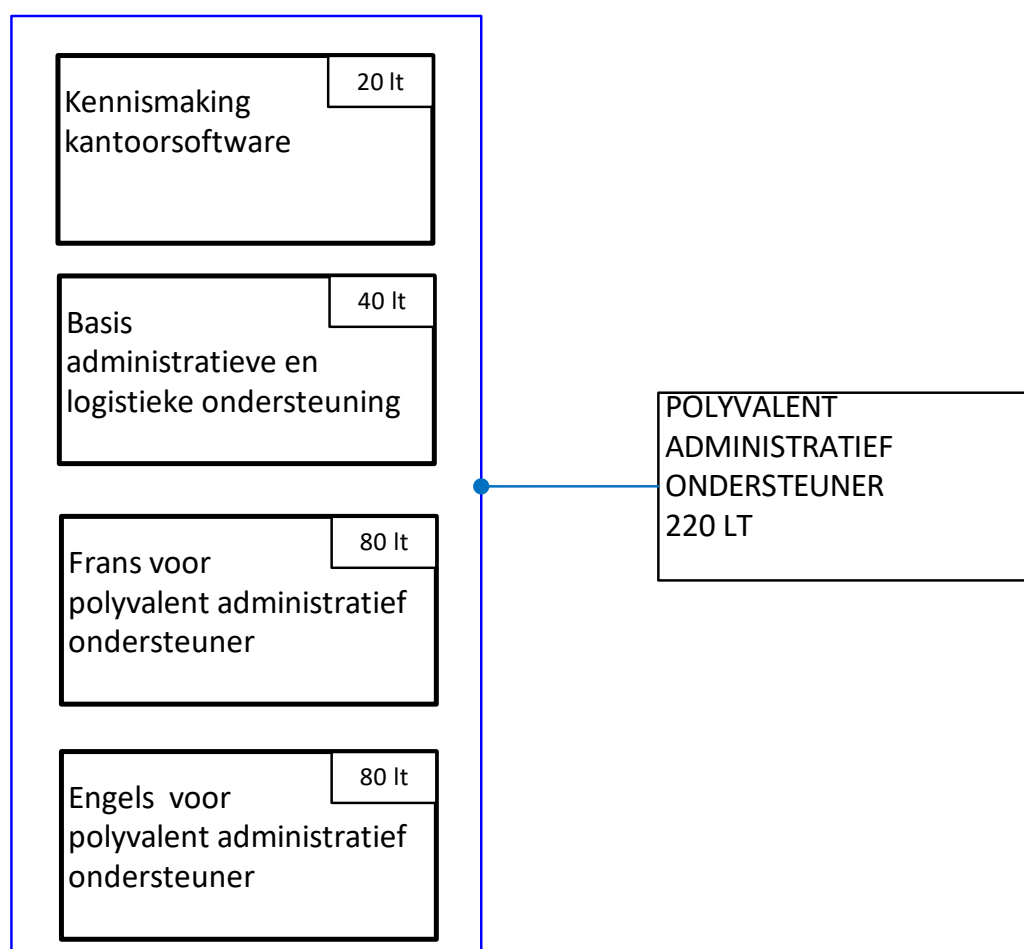 20 lt
Kennismaking
kantoorsoftware
40 lt
Basis
administratieve en
logistieke ondersteuning
80 lt
Frans voor
polyvalent administratief
ondersteuner
80 lt
Engels  voor
polyvalent administratief
ondersteuner
POLYVALENT
ADMINISTRATIEF
ONDERSTEUNER
220 LT